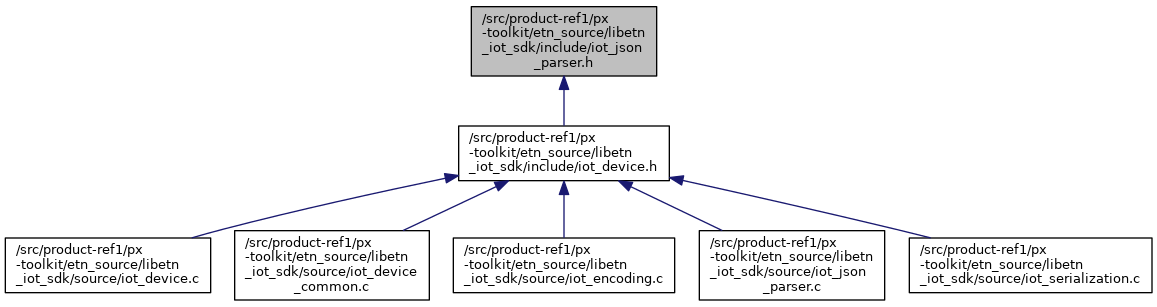 /src/product-ref1/px
-toolkit/etn_source/libetn
_iot_sdk/include/iot_json
_parser.h
/src/product-ref1/px
-toolkit/etn_source/libetn
_iot_sdk/include/iot_device.h
/src/product-ref1/px
-toolkit/etn_source/libetn
_iot_sdk/source/iot_device.c
/src/product-ref1/px
-toolkit/etn_source/libetn
_iot_sdk/source/iot_device
_common.c
/src/product-ref1/px
-toolkit/etn_source/libetn
_iot_sdk/source/iot_encoding.c
/src/product-ref1/px
-toolkit/etn_source/libetn
_iot_sdk/source/iot_json
_parser.c
/src/product-ref1/px
-toolkit/etn_source/libetn
_iot_sdk/source/iot_serialization.c